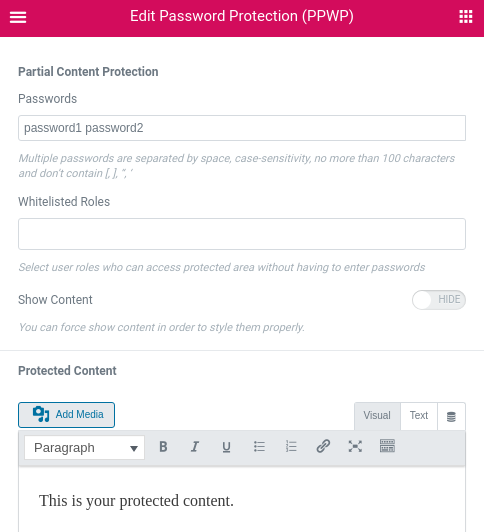 Edit Password Protection (PPWP)
Partial Content Protection
Passwords
password1 password2
Multiple passwords are separated by space, case-sensitivity, no more than 100 characters
and don't contain [, ], ", '
Whitelisted Roles
Select user roles who can access protected area without having to enter passwords
Show Content
HIDE
You can force show content in order to style them properly.
Protected Content
Add Media
Visual
Text
Paragraph
B
I
U
This is your protected content.